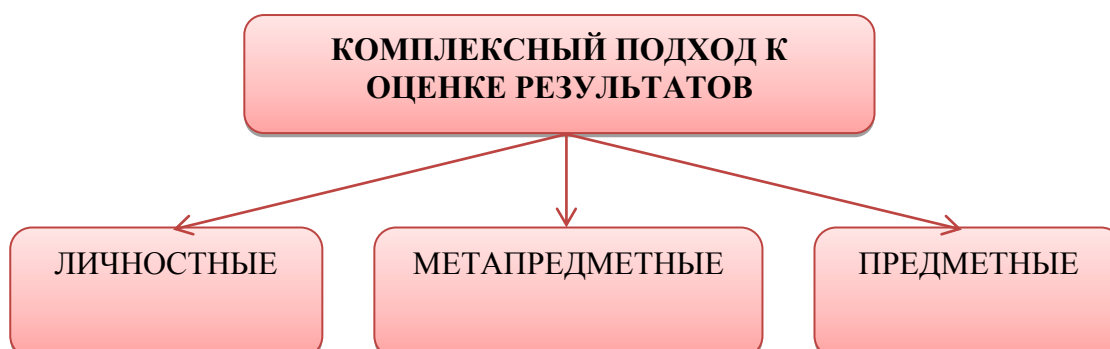 КОМПЛЕКСНЫЙ ПОДХОД К
ОЦЕНКЕ РЕЗУЛЬТАТОВ
ЛИЧНОСТНЫЕ
МЕТАПРЕДМЕТНЫЕ
ПРЕДМЕТНЫЕ